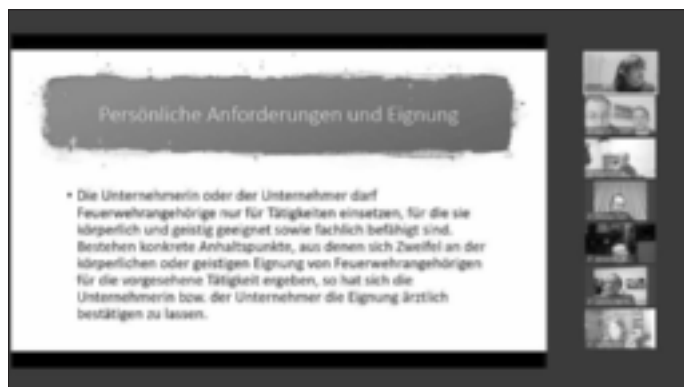 Persönliche Anforderungen und Eignung
• Die Unternehmerin oder der Unternehmer darf
Feuerwehrangehörige nur für Tätigkeiten einsetzen, für die sie
körperlich und geistig geeignet sowie fachlich befähigt sind.
Bestehen konkrete Anhaltspunkte, aus denen sich Zweifel an der
körperlichen oder geistigen Eignung von Feuerwehrangehörigen
für die vorgesehene Tätigkeit ergeben, so hat sich die
Unternehmerin bzw. der Unternehmer die Eignung ärztlich
bestätigen zu lassen.